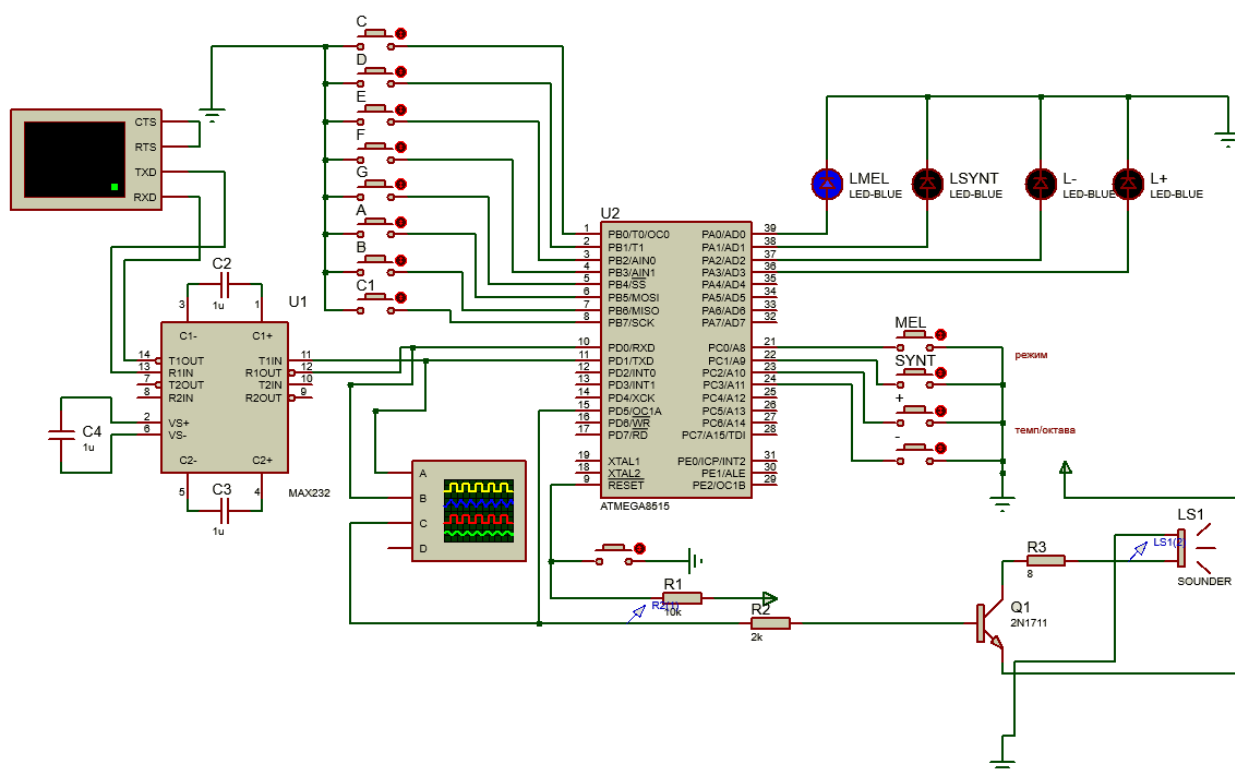 C
D
E
F
G
A
B
C1
CTS
RTS
TXD
RXD
C2
1u
U1
3
1
C1-
C1+
14
13
7
8
T1OUT
R1IN
T2OUT
R2IN
T1IN
R1OUT
T2IN
R2OUT
11
12
10
9
2
6
VS+
VS-
C2-
C2+
5
4
MAX232
C4
1u
C3
1u
U2
1
2
3
4
5
6
7
8
PB0/T0/OC0
PB1/T1
PB2/AIN0
PB3/AIN1
PB4/SS
PB5/MOSI
PB6/MISO
PB7/SCK
10
11
12
13
14
15
16
17
PD0/RXD
PD1/TXD
PD2/INT0
PD3/INT1
PD4/XCK
PD5/OC1A
PD6/WR
PD7/RD
19
18
9
XTAL1
XTAL2
RESET
PA0/AD0
PA1/AD1
PA2/AD2
PA3/AD3
PA4/AD4
PA5/AD5
PA6/AD6
PA7/AD7
39
38
37
36
35
34
33
32
PC0/A8
PC1/A9
PC2/A10
PC3/A11
PC4/A12
PC5/A13
PC6/A14
PC7/A15/TDI
21
22
23
24
25
26
27
28
PE0/ICP/INT2
PE1/ALE
PE2/OC1B
31
30
29
ATMEGA8515
LMEL
LED-BLUE
LSYNT
LED-BLUE
L-
LED-BLUE
L+
LED-BLUE
MEL
SYNT
+
-
режим
темп/октава
A
B
C
D
R1
10k
R2(1)
R2
2k
R3
8
Q1
2N1711
LS1
LS1(2)
SOUNDER